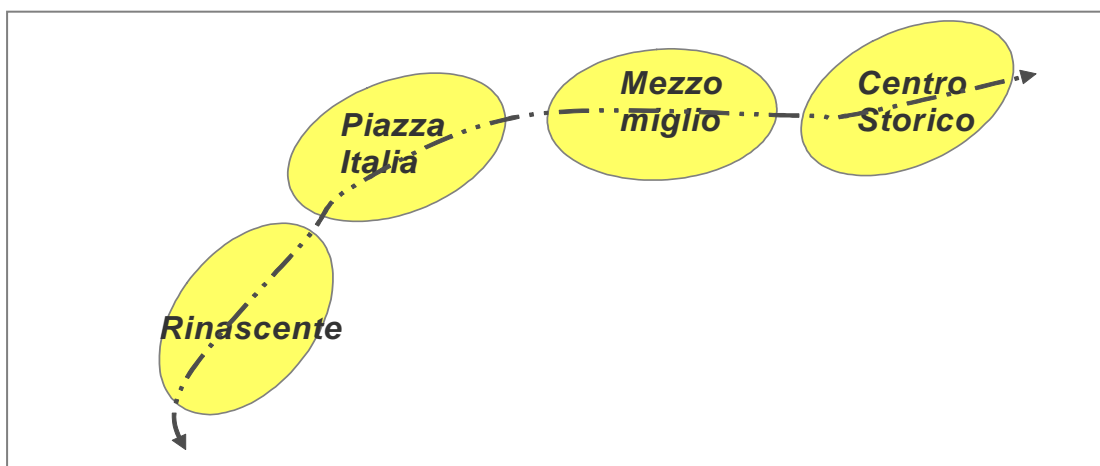 Piazza
Italia
Mezzo
miglio
Centro
Storico
Rinascente